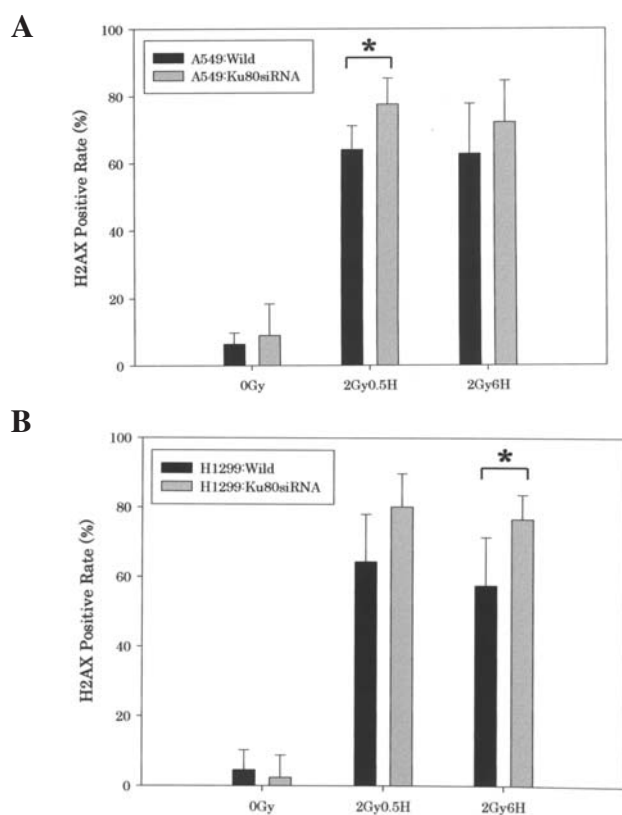 A
A549:Wild
A549:Ku80siRNA
*
H2AX Positive Rate (%)
100
80
60
40
20
0
0Gy
2Gy0.5H
2Gy6H
B
H1299:Wild
H1299:Ku80siRNA
*
H2AX Positive Rate (%)
100
80
60
40
20
0
0Gy
2Gy0.5H
2Gy6H